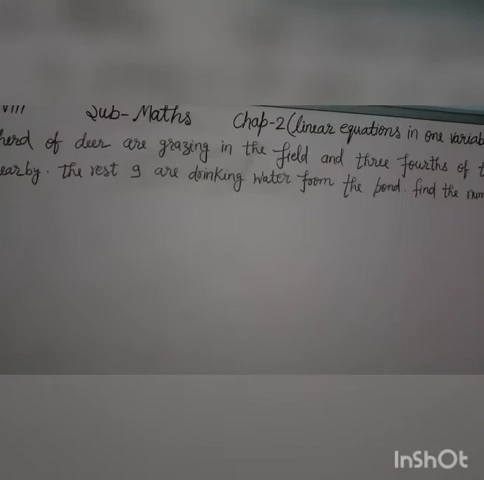 VIII Sub-Maths Chap-2 (linear equations in one variab
herd of deer are grazing in the field and three fourths of t
earby. The rest 9 are drinking water from the pond. find the num
InShOt